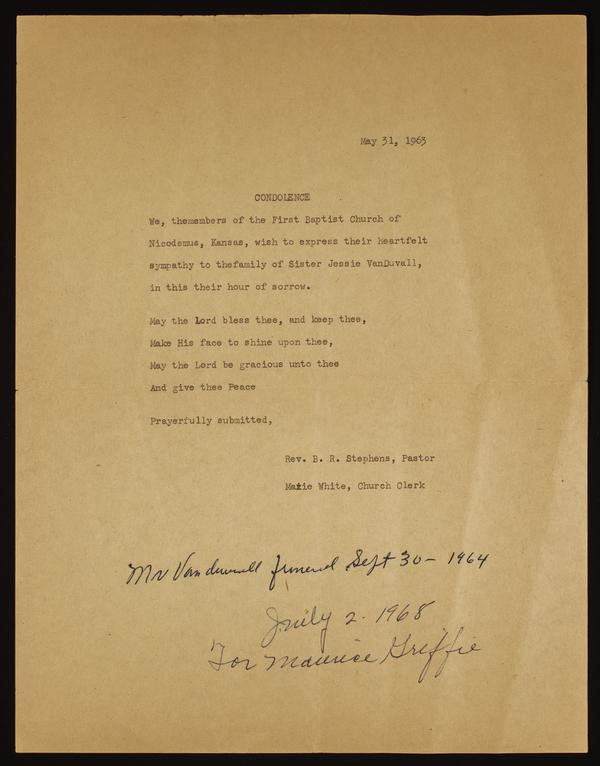 May 31, 1963
CONDOLENCE
We, themembers of the First Baptist Church of
Nicodemus, Kansas, wish to express their heartfelt
sympathy to thefamily of Sister Jessie VanDuvall,
in this their hour of sorrow.
May the Lord bless thee, and keep thee,
Make His face to shine upon thee,
May the Lord be gracious unto thee
And give thee Peace
Prayerfully submitted,
Rev. B. R. Stephens, Pastor
Marie White, Church Clerk
Mr Vanduvall funeral Sept 30 - 1964
July 2. 1968
For Maurice Griffie